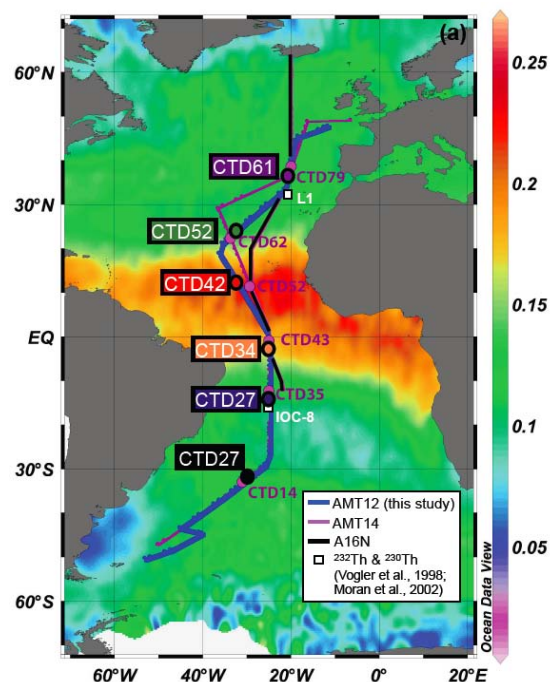 (a)
60°N
30°N
EQ
30°S
60°S
60°W
40°W
20°W
0°
20°E
0.25
0.2
0.15
0.1
0.05
Ocean Data View
CTD61
CTD79
L1
CTD52
CTD62
CTD42
CTD52
CTD43
CTD34
CTD35
CTD27
IOC-8
CTD27
CTD14
AMT12 (this study)
AMT14
A16N
²³²Th & ²³⁰Th
(Vogler et al., 1998;
Moran et al., 2002)